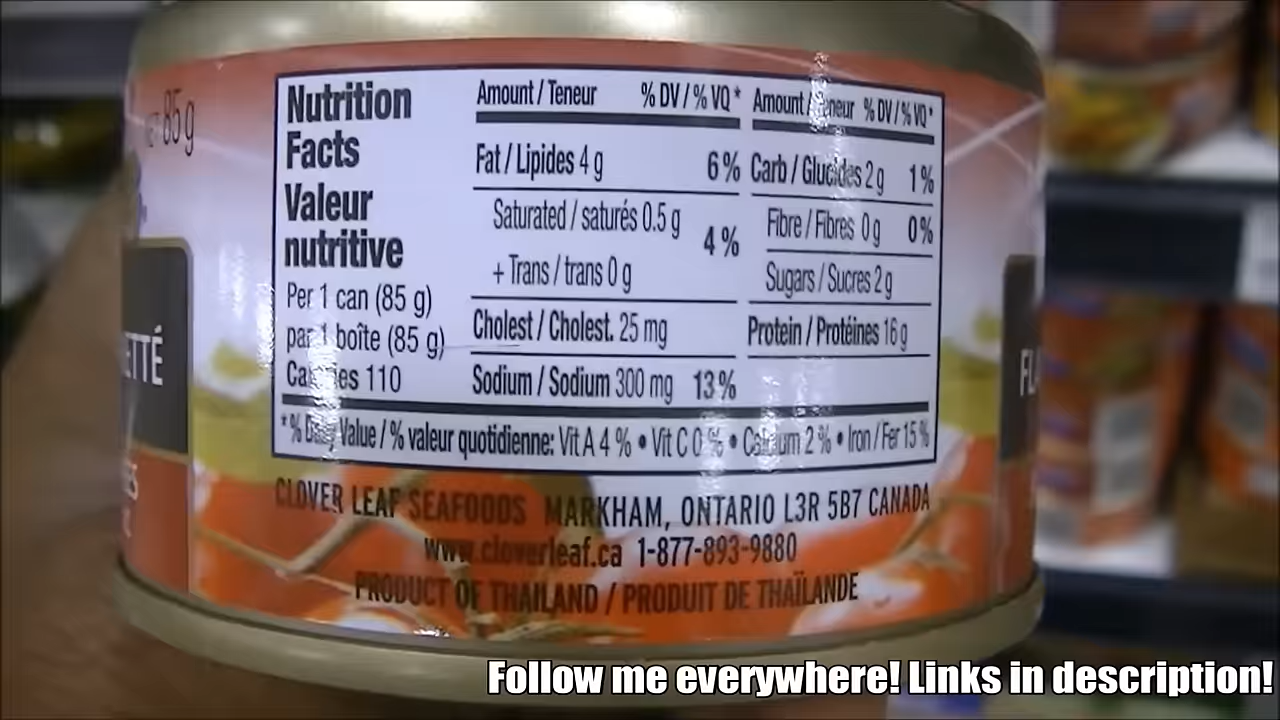 NET 85 g
Nutrition
Facts
Valeur
nutritive
Per 1 can (85 g)
par 1 boîte (85 g)
Calories 110
Amount / Teneur % DV / % VQ*
Fat / Lipides 4 g 6%
Saturated / saturés 0.5 g
+ Trans / trans 0 g
4 %
Cholest / Cholest. 25 mg
Sodium / Sodium 300 mg 13%
Amount / Teneur % DV / % VQ*
Carb / Glucides 2 g 1%
Fibre / Fibres 0 g 0%
Sugars / Sucres 2 g
Protein / Protéines 16 g
*% Daily Value / % valeur quotidienne: Vit A 4 % • Vit C 0 % • Calcium 2 % • Iron / Fer 15 %
CLOVER LEAF SEAFOODS MARKHAM, ONTARIO L3R 5B7 CANADA
www.cloverleaf.ca 1-877-893-9880
PRODUCT OF THAILAND / PRODUIT DE THAÏLANDE
Follow me everywhere! Links in description!